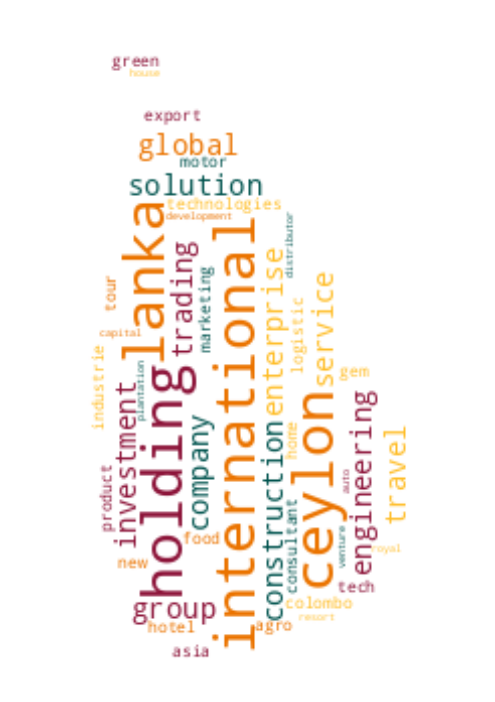 green
house
export
global
motor
solution
technologies
development
lanka
international
distributor
trading
marketing
enterprise
tour
service
logistic
capital
industrie
plantation
holding
gem
investment
company
ceylon
engineering
construction
home
travel
product
auto
consultant
venture
food
royal
new
tech
group
colombo
resort
hotel
agro
asia